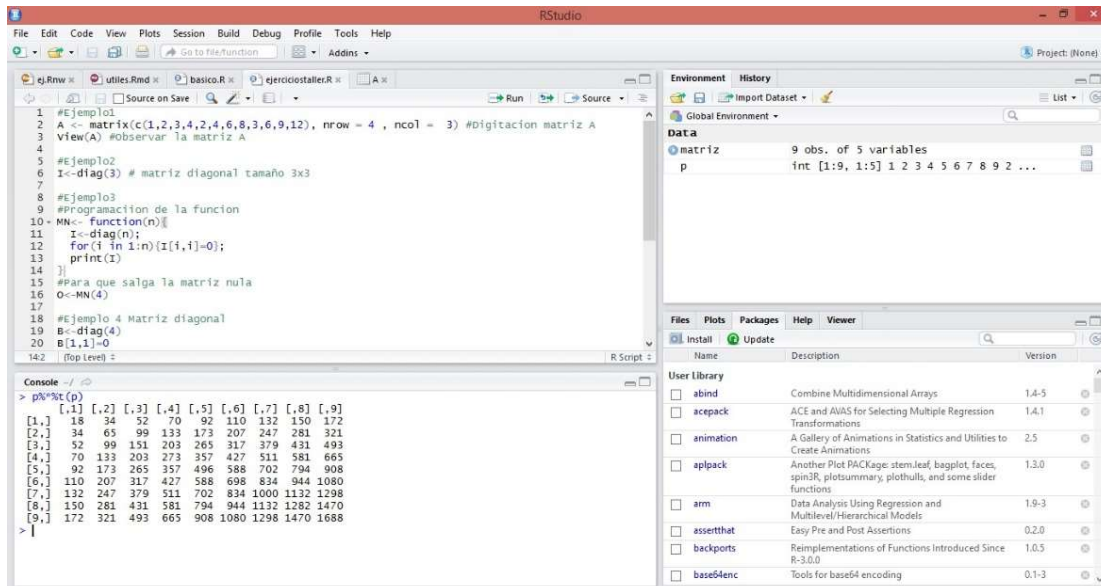 RStudio
File Edit Code View Plots Session Build Debug Profile Tools Help
Go to file/function Addins
Project: (None)
ej.Rnw utiles.Rmd basico.R ejerciciostaller.R A
Source on Save Run Source
1 #Ejemplo1
2 A <- matrix(c(1,2,3,4,2,4,6,8,3,6,9,12), nrow = 4 , ncol = 3) #Digitacion matriz A
3 View(A) #Observar la matriz A
4
5 #Ejemplo2
6 I<-diag(3) # matriz diagonal tamaño 3x3
7
8 #Ejemplo3
9 #Programaciion de la funcion
10 MN<- function(n){
11 I<-diag(n);
12 for(i in 1:n){I[i,i]=0};
13 print(I)
14 }
15 #Para que salga la matriz nula
16 O<-MN(4)
17
18 #Ejemplo 4 Matriz diagonal
19 B<-diag(4)
20 B[1,1]=0
14:2 (Top Level) R Script
Console ~/
> p%*%t(p)
[,1] [,2] [,3] [,4] [,5] [,6] [,7] [,8] [,9]
[1,] 18 34 52 70 92 110 132 150 172
[2,] 34 65 99 133 173 207 247 281 321
[3,] 52 99 151 203 265 317 379 431 493
[4,] 70 133 203 273 357 427 511 581 665
[5,] 92 173 265 357 496 588 702 794 908
[6,] 110 207 317 427 588 698 834 944 1080
[7,] 132 247 379 511 702 834 1000 1132 1298
[8,] 150 281 431 581 794 944 1132 1282 1470
[9,] 172 321 493 665 908 1080 1298 1470 1688
>
Environment History
Import Dataset List
Global Environment
Data
matriz 9 obs. of 5 variables
p int [1:9, 1:5] 1 2 3 4 5 6 7 8 9 2 ...
Files Plots Packages Help Viewer
Install Update
Name Description Version
User Library
abind Combine Multidimensional Arrays 1.4-5
acepack ACE and AVAS for Selecting Multiple Regression Transformations 1.4.1
animation A Gallery of Animations in Statistics and Utilities to Create Animations 2.5
aplpack Another Plot PACKage: stem.leaf, bagplot, faces, spin3R, plotsummary, plothulls, and some slider functions 1.3.0
arm Data Analysis Using Regression and Multilevel/Hierarchical Models 1.9-3
assertthat Easy Pre and Post Assertions 0.2.0
backports Reimplementations of Functions Introduced Since R-3.0.0 1.0.5
base64enc Tools for base64 encoding 0.1-3